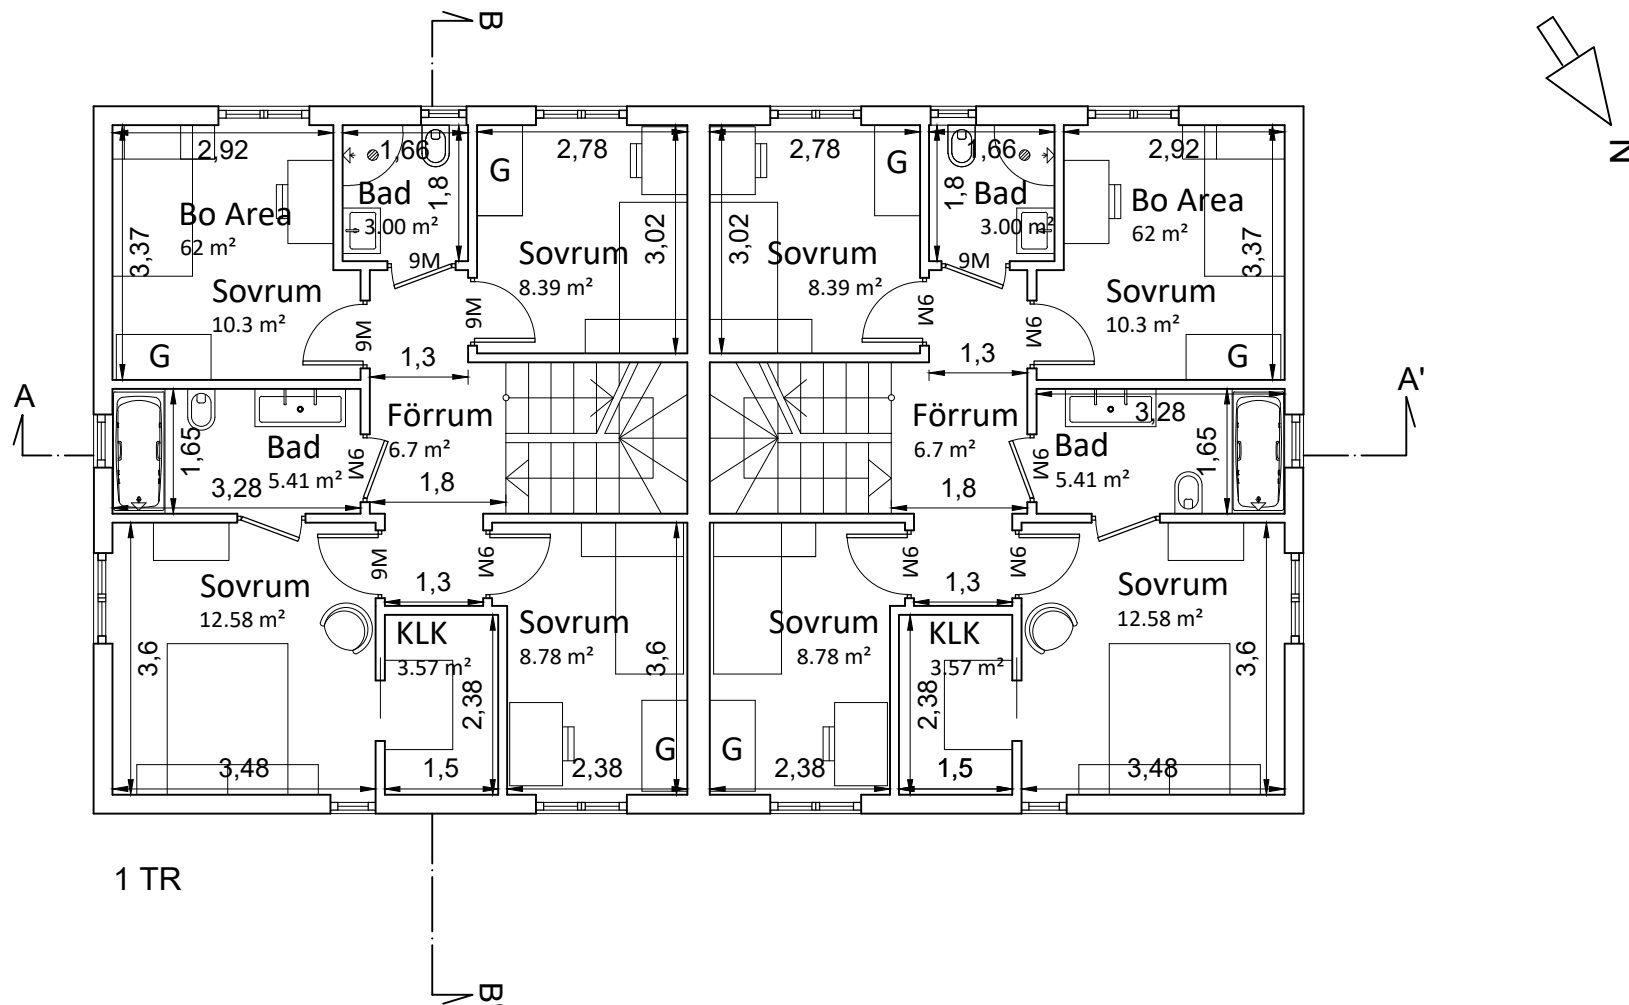 B
N
2,92
1,66
2,78
2,78
1,66
2,92
G
G
Bad
3.00 m²
1,8
1,8
Bad
3.00 m²
Bo Area
62 m²
Bo Area
62 m²
3,37
Sovrum
8.39 m²
3,02
3,02
Sovrum
8.39 m²
3,37
9M
9M
Sovrum
10.3 m²
Sovrum
10.3 m²
9M
9M
9M
9M
G
1,3
1,3
G
A
A'
Förrum
6.7 m²
Förrum
6.7 m²
3,28
1,65
Bad
5.41 m²
9M
9M
Bad
5.41 m²
1,65
3,28
1,8
1,8
9M
9M
9M
9M
Sovrum
12.58 m²
1,3
1,3
Sovrum
12.58 m²
KLK
3.57 m²
Sovrum
8.78 m²
Sovrum
8.78 m²
KLK
3.57 m²
3,6
2,38
3,6
2,38
3,6
G
G
3,48
1,5
2,38
2,38
1,5
3,48
1 TR
B'